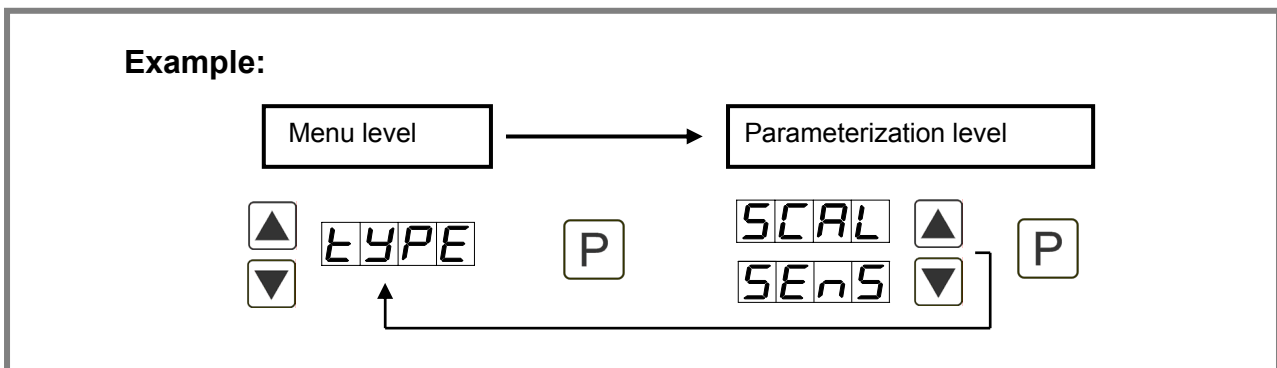 Example:
Menu level
Parameterization level
tYPE
P
SCAL
SEnS
P